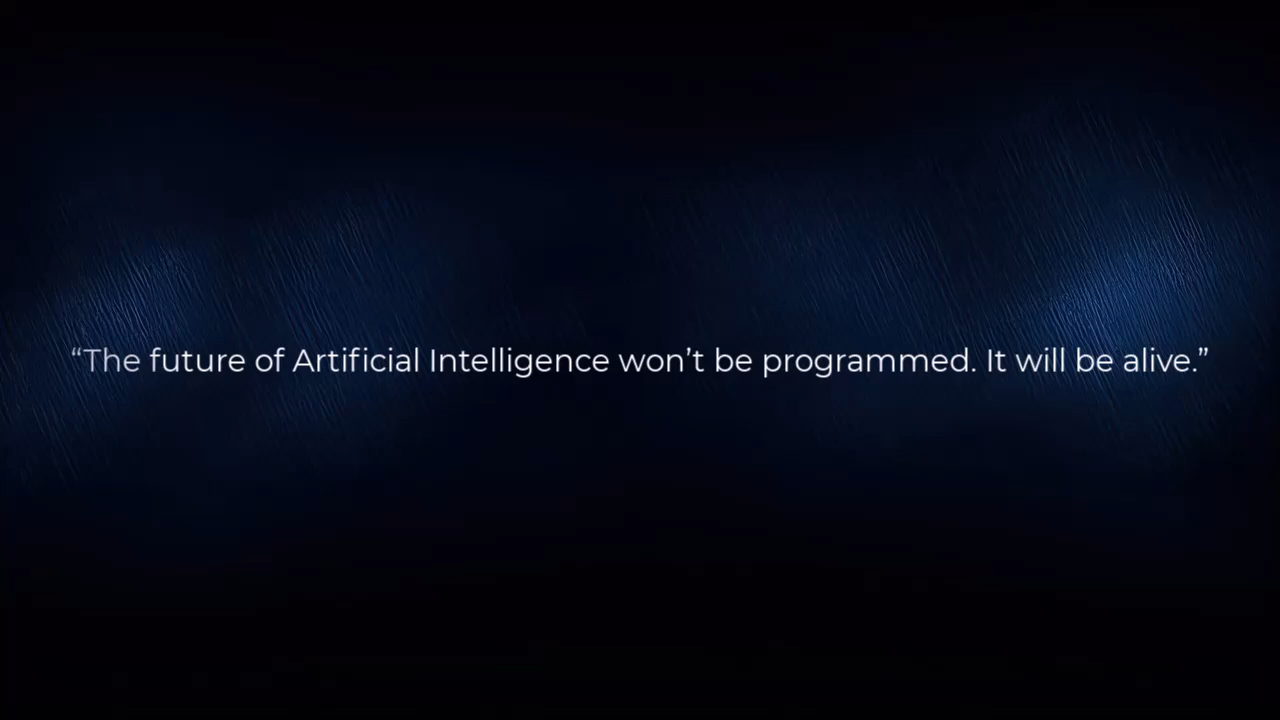 “The future of Artificial Intelligence won’t be programmed. It will be alive.”